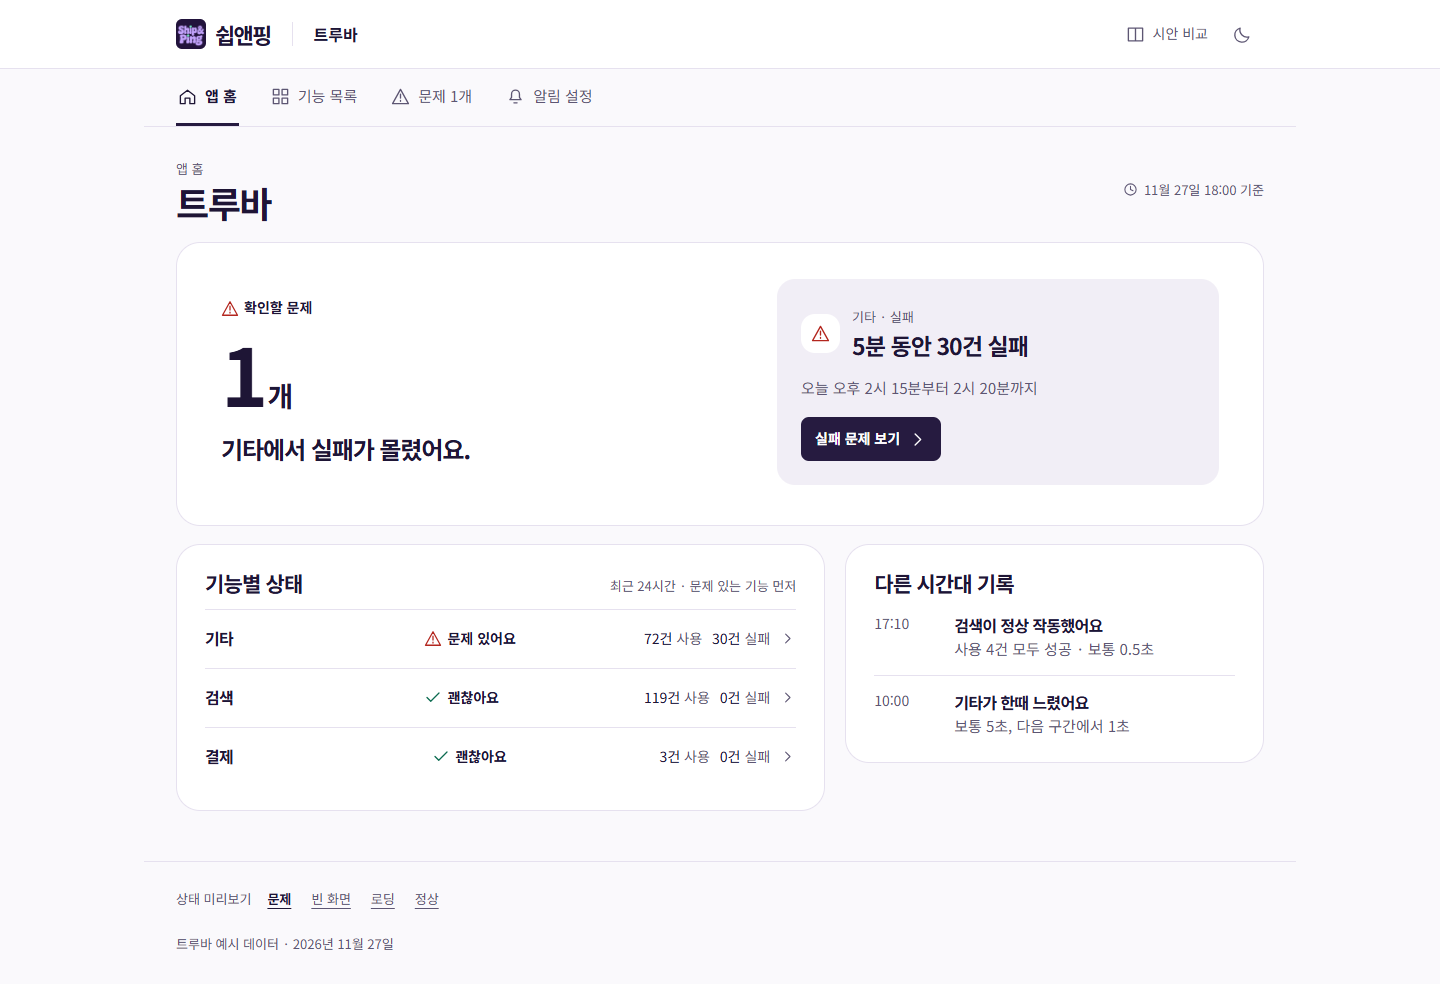 Ship&
Ping
쉽앤핑
트루바
시안 비교
앱 홈
기능 목록
문제 1개
알림 설정
앱 홈
트루바
11월 27일 18:00 기준
확인할 문제
1개
기타에서 실패가 몰렸어요.
기타 · 실패
5분 동안 30건 실패
오늘 오후 2시 15분부터 2시 20분까지
실패 문제 보기
기능별 상태
최근 24시간 · 문제 있는 기능 먼저
기타 문제 있어요 72건 사용 30건 실패
검색 괜찮아요 119건 사용 0건 실패
결제 괜찮아요 3건 사용 0건 실패
다른 시간대 기록
17:10 검색이 정상 작동했어요
사용 4건 모두 성공 · 보통 0.5초
10:00 기타가 한때 느렸어요
보통 5초, 다음 구간에서 1초
상태 미리보기 문제 빈 화면 로딩 정상
트루바 예시 데이터 · 2026년 11월 27일